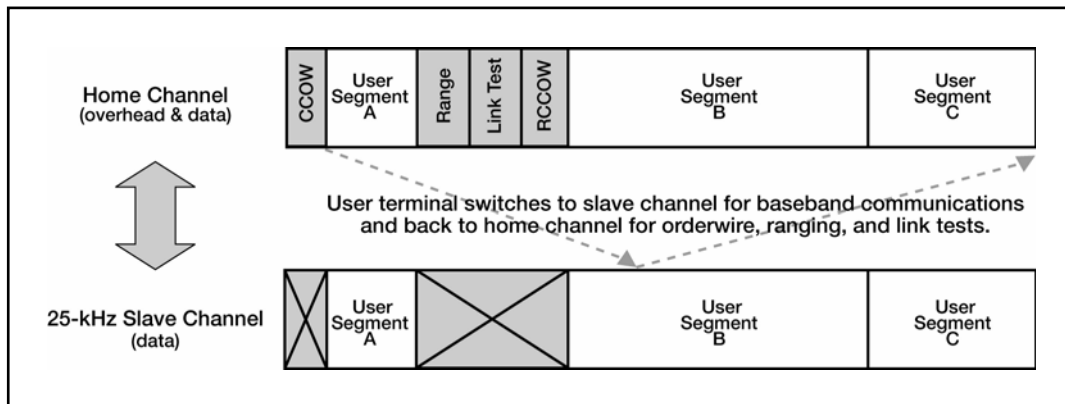 Home Channel
(overhead & data)
CCOW
User
Segment
A
Range
Link Test
RCCOW
User
Segment
B
User
Segment
C
User terminal switches to slave channel for baseband communications
and back to home channel for orderwire, ranging, and link tests.
25-kHz Slave Channel
(data)
User
Segment
A
User
Segment
B
User
Segment
C